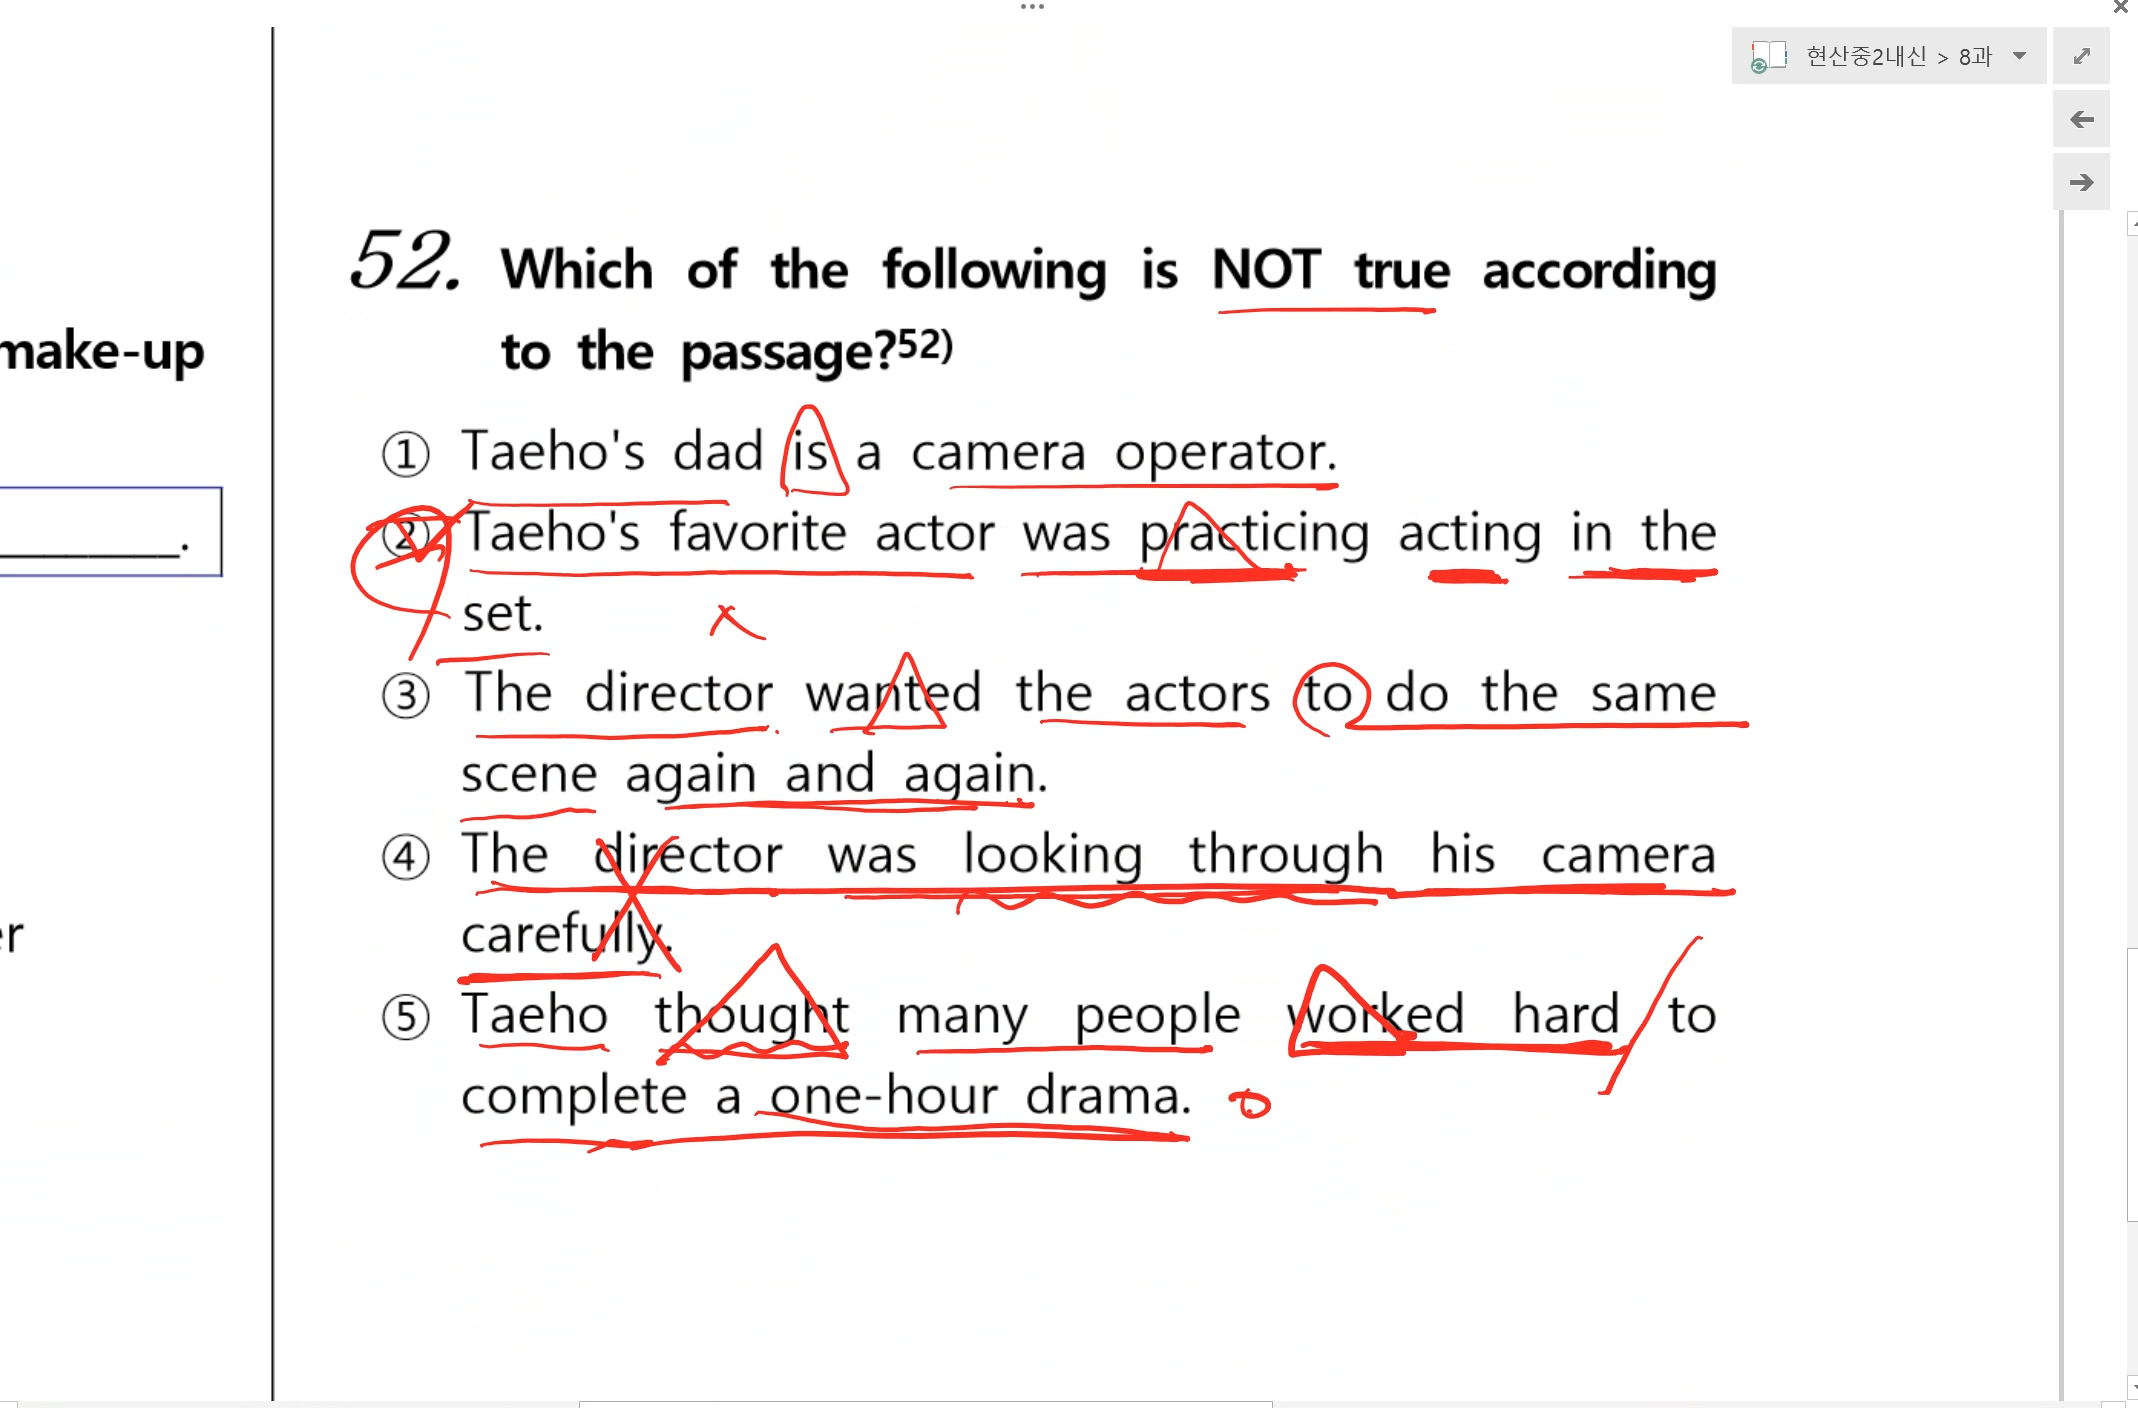 현산중2내신 > 8과
make-up
.
er
52. Which of the following is NOT true according
to the passage?52)
① Taeho's dad is a camera operator.
② Taeho's favorite actor was practicing acting in the
set.
③ The director wanted the actors to do the same
scene again and again.
④ The director was looking through his camera
carefully.
⑤ Taeho thought many people worked hard to
complete a one-hour drama.